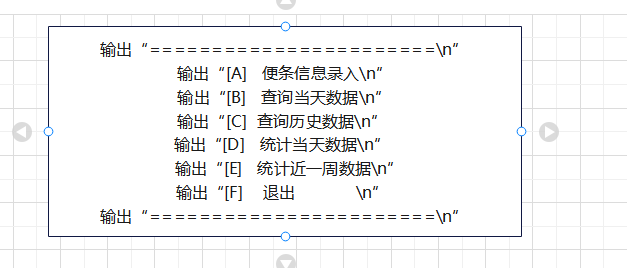 输出“=======================\n”
输出“[A] 便条信息录入\n”
输出“[B] 查询当天数据\n”
输出“[C] 查询历史数据\n”
输出“[D] 统计当天数据\n”
输出“[E] 统计近一周数据\n”
输出“[F] 退出 \n”
输出“=======================\n”